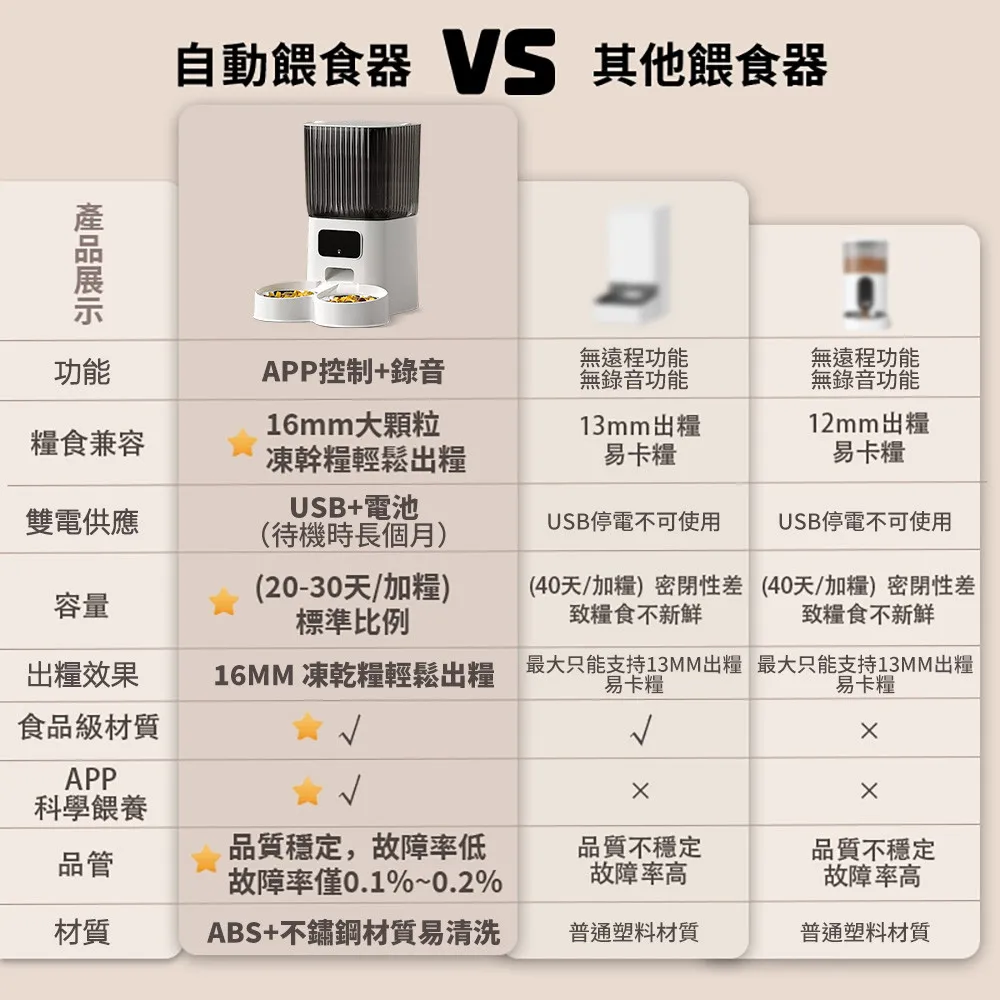 自動餵食器 VS 其他餵食器
產品展示
功能
APP控制+錄音
無遠程功能
無錄音功能
無遠程功能
無錄音功能
糧食兼容
16mm大顆粒
凍幹糧輕鬆出糧
13mm出糧
易卡糧
12mm出糧
易卡糧
雙電供應
USB+電池
（待機時長個月）
USB停電不可使用
USB停電不可使用
容量
(20-30天/加糧)
標準比例
(40天/加糧) 密閉性差
致糧食不新鮮
(40天/加糧) 密閉性差
致糧食不新鮮
出糧效果
16MM 凍乾糧輕鬆出糧
最大只能支持13MM出糧
易卡糧
最大只能支持13MM出糧
易卡糧
食品級材質
√
√
×
APP
科學餵養
√
×
×
品管
品質穩定，故障率低
故障率僅0.1%~0.2%
品質不穩定
故障率高
品質不穩定
故障率高
材質
ABS+不鏽鋼材質易清洗
普通塑料材質
普通塑料材質